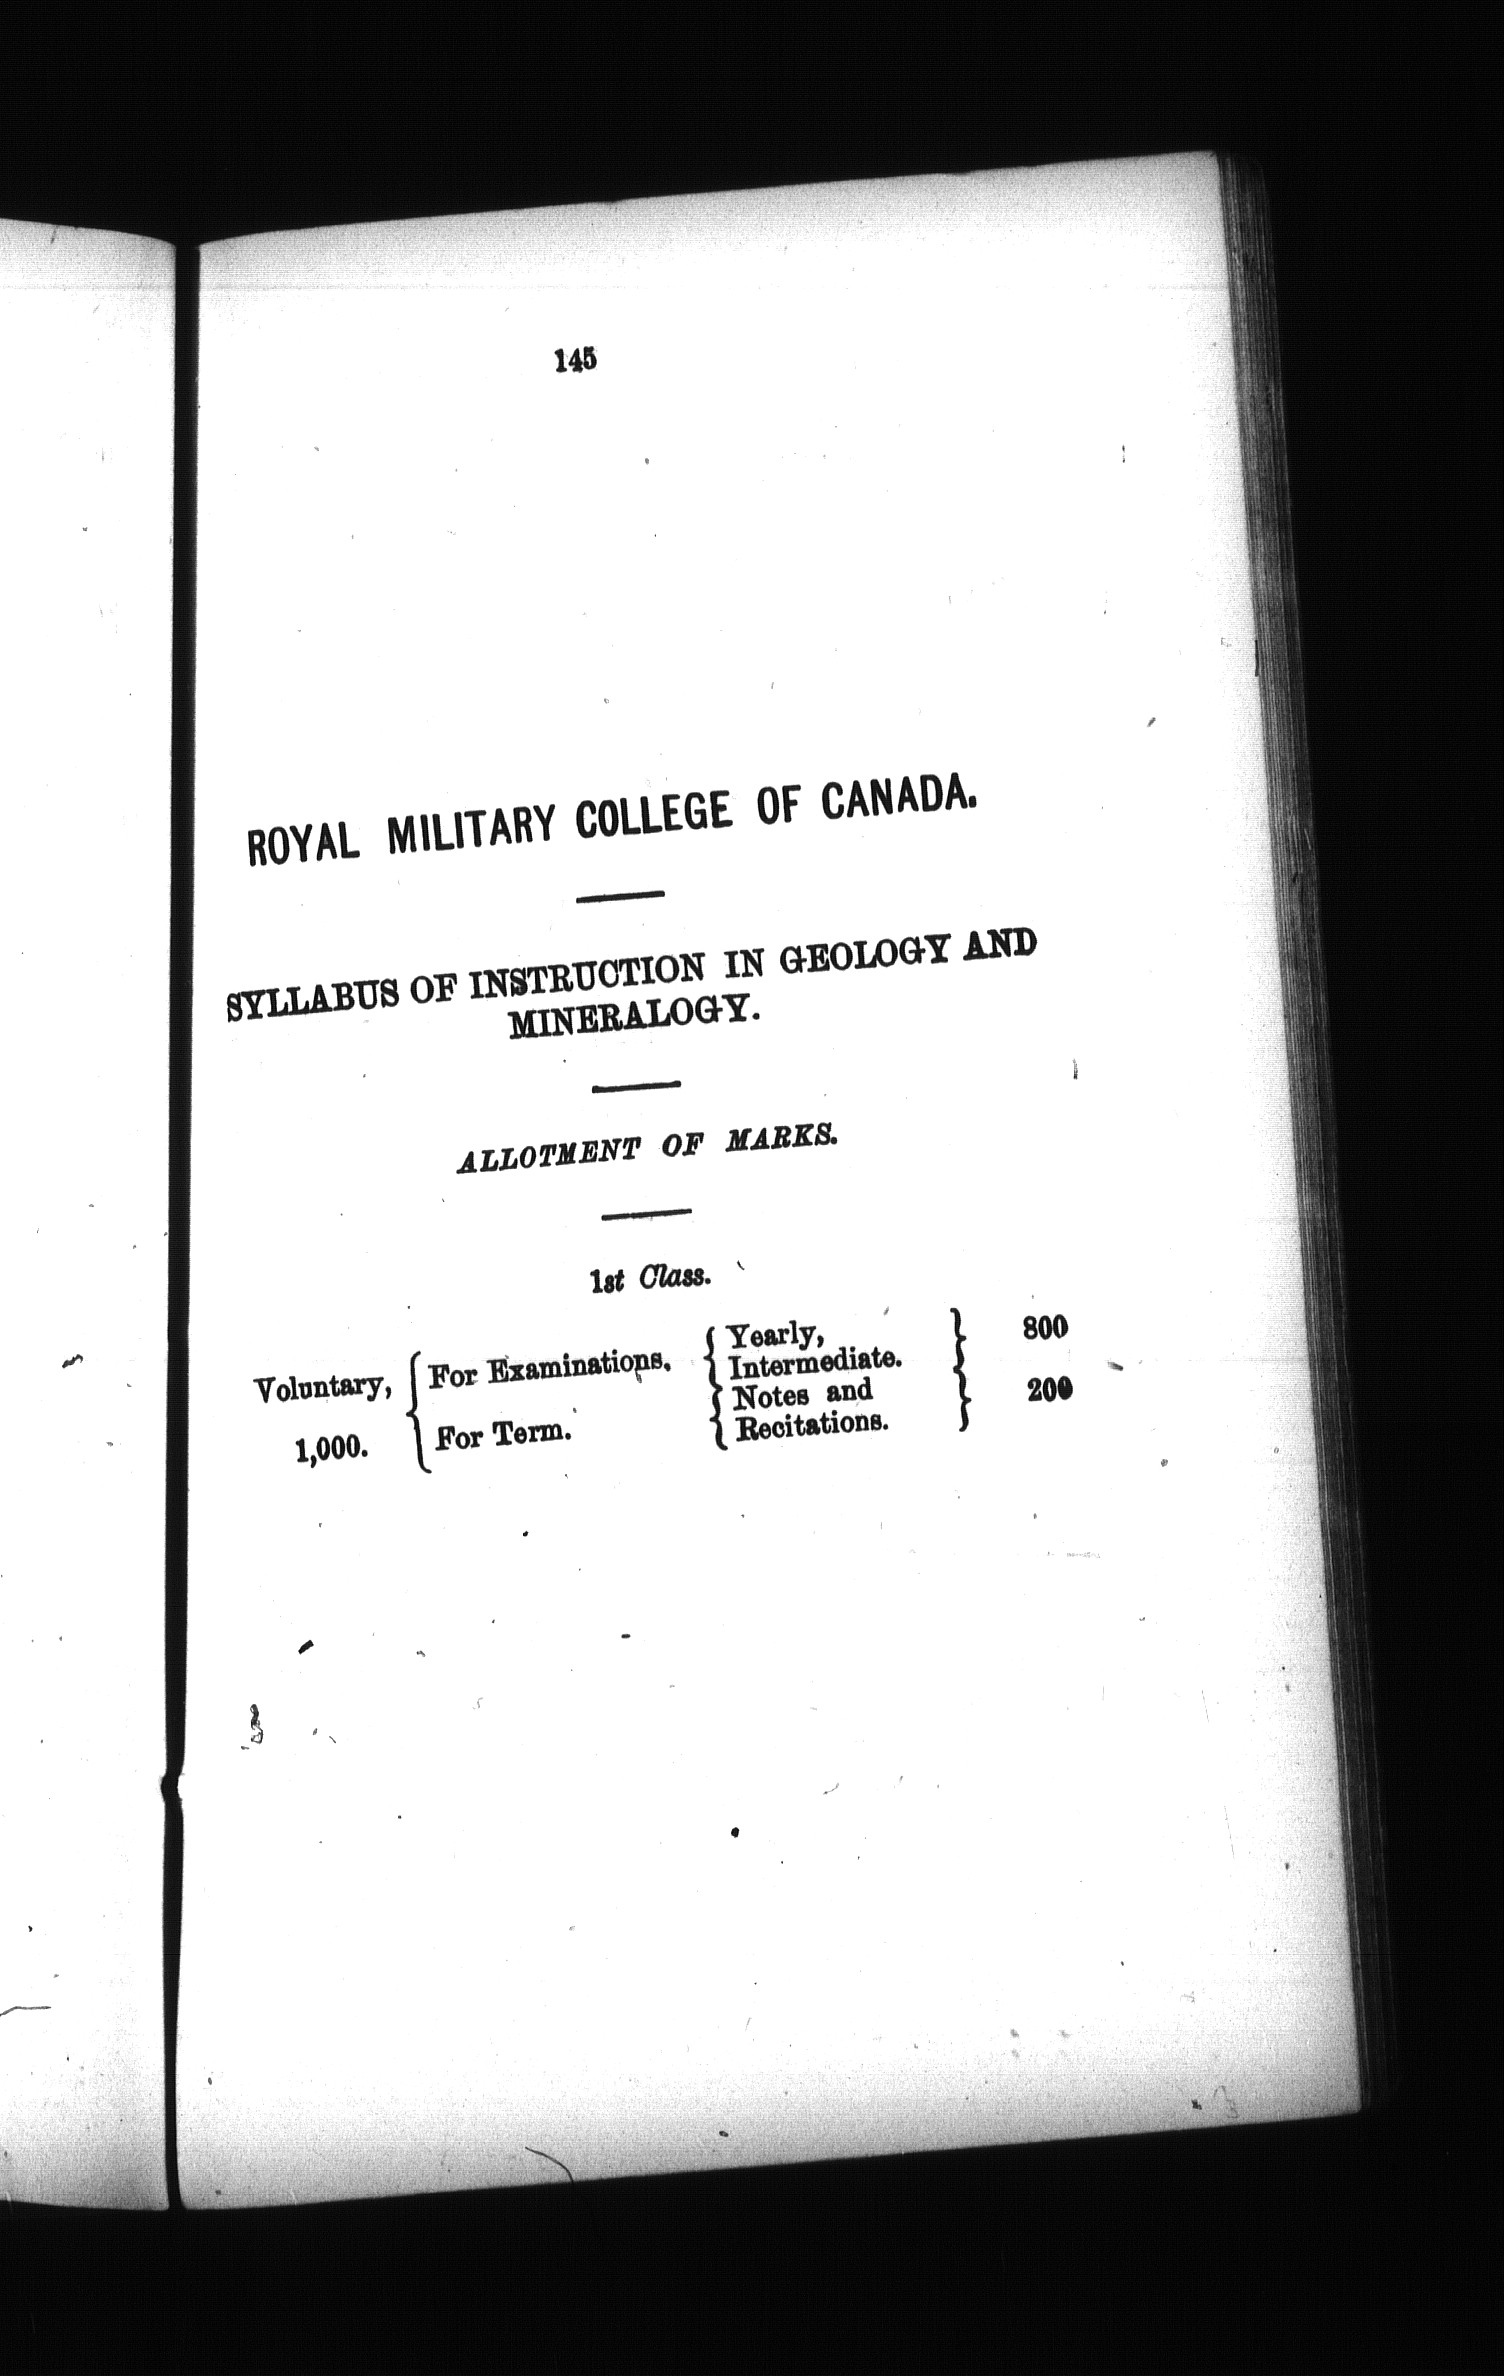 145
ROYAL MILITARY COLLEGE OF CANADA.
SYLLABUS OF INSTRUCTION IN GEOLOGY AND
MINERALOGY.
ALLOTMENT OF MARKS.
1st Class.
Voluntary,
1,000.
For Examinations.
Yearly,
Intermediate.
800
For Term.
Notes and
Recitations.
200